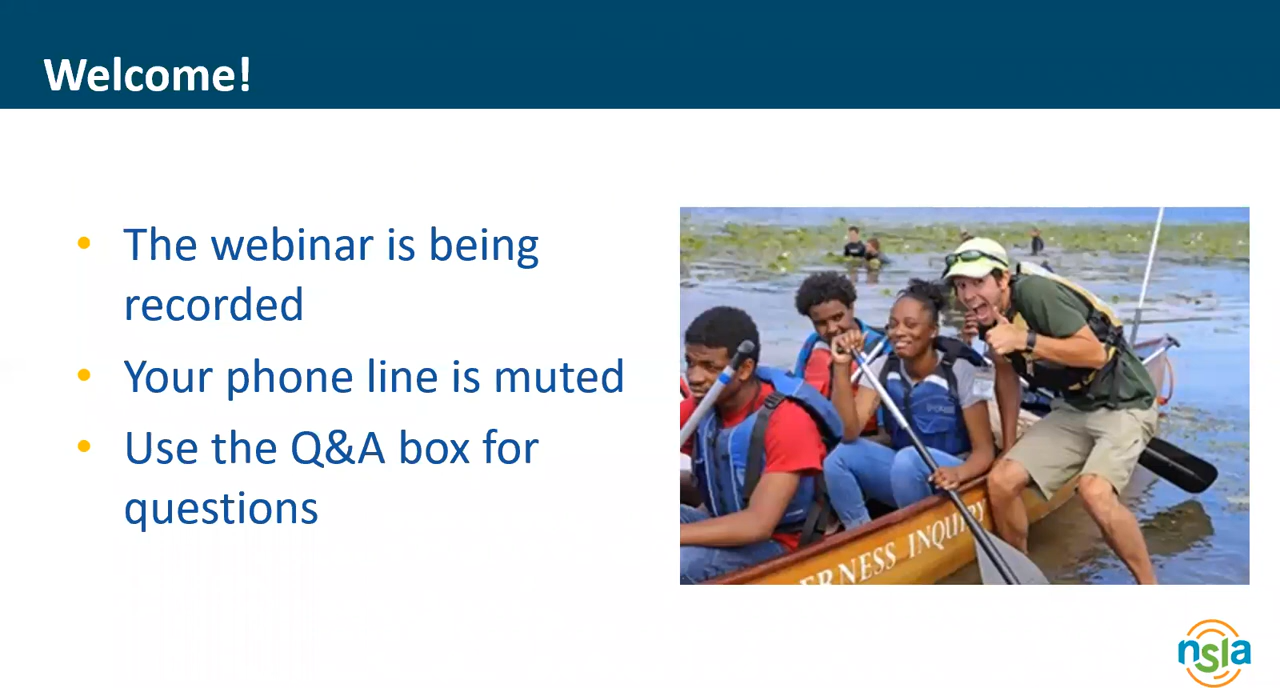 Welcome!
• The webinar is being
recorded
• Your phone line is muted
• Use the Q&A box for
questions
ERNESS INQUIRY
nsla